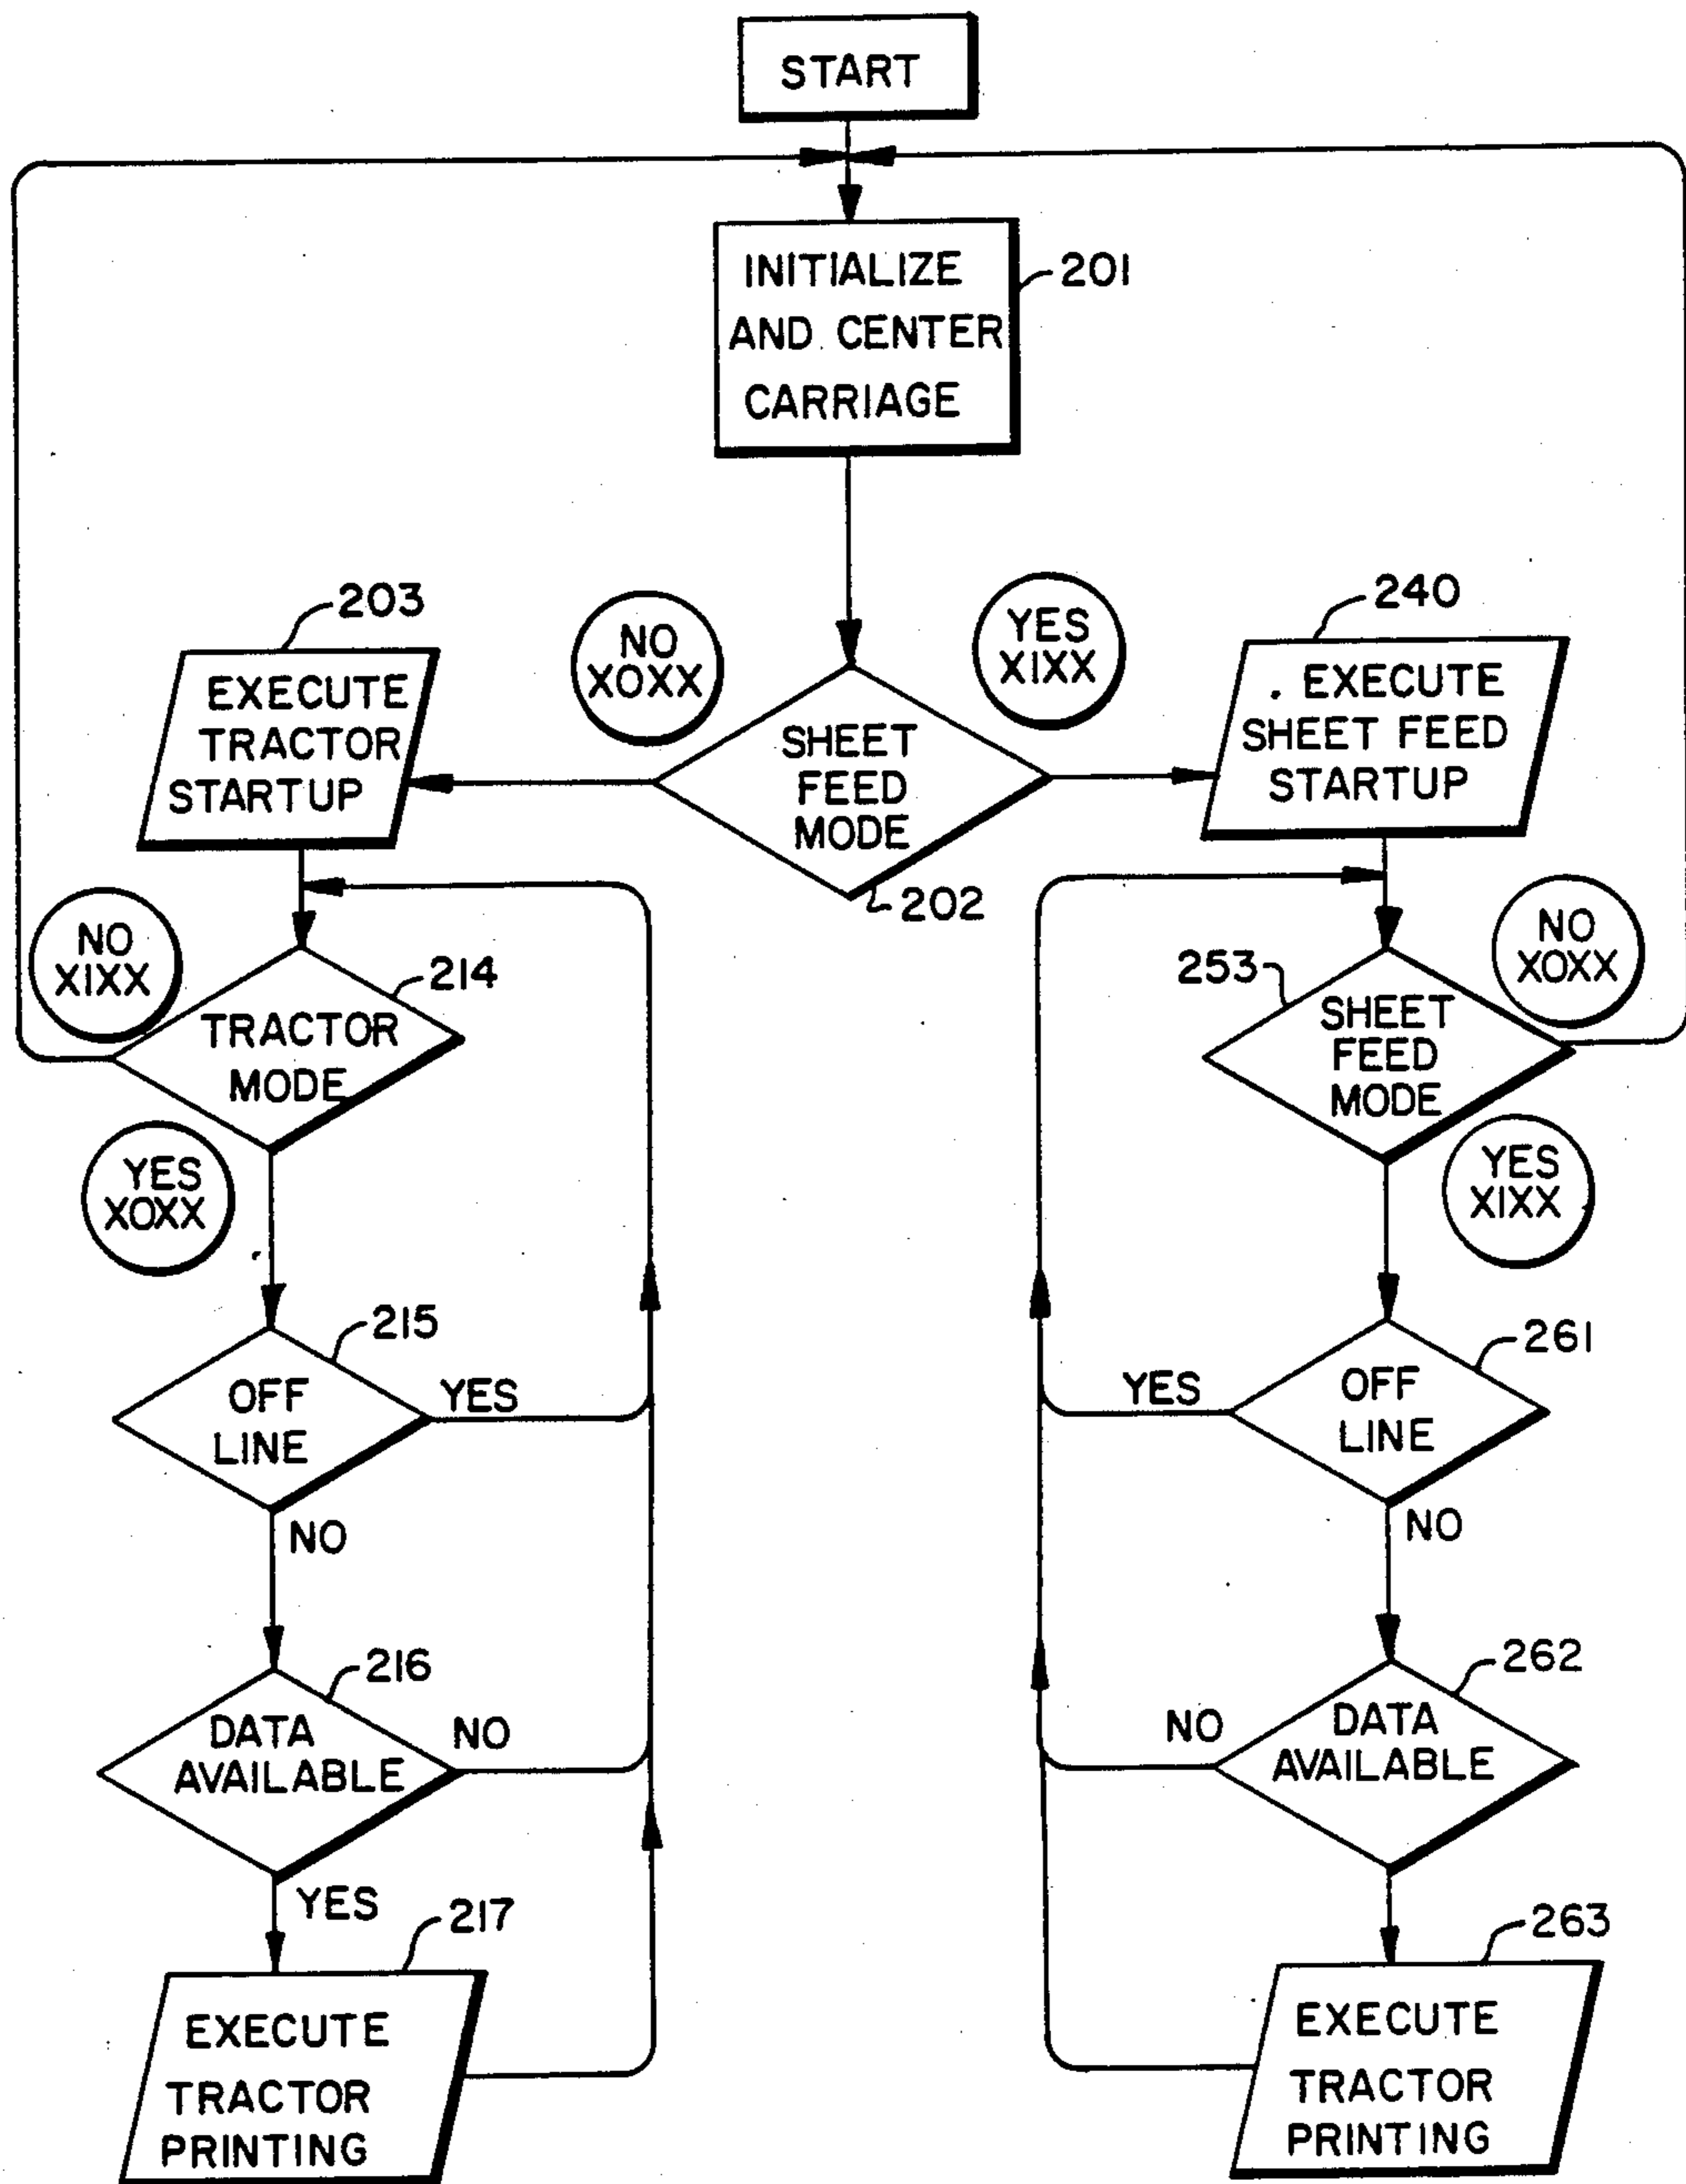 START
INITIALIZE
AND CENTER
CARRIAGE
201
203
EXECUTE
TRACTOR
STARTUP
NO
XOXX
YES
XIXX
240
EXECUTE
SHEET FEED
STARTUP
SHEET
FEED
MODE
202
NO
XIXX
214
TRACTOR
MODE
YES
XOXX
253
SHEET
FEED
MODE
NO
XOXX
YES
XIXX
215
OFF
LINE
YES
NO
261
OFF
LINE
YES
NO
216
DATA
AVAILABLE
NO
YES
262
DATA
AVAILABLE
NO
217
EXECUTE
TRACTOR
PRINTING
263
EXECUTE
TRACTOR
PRINTING